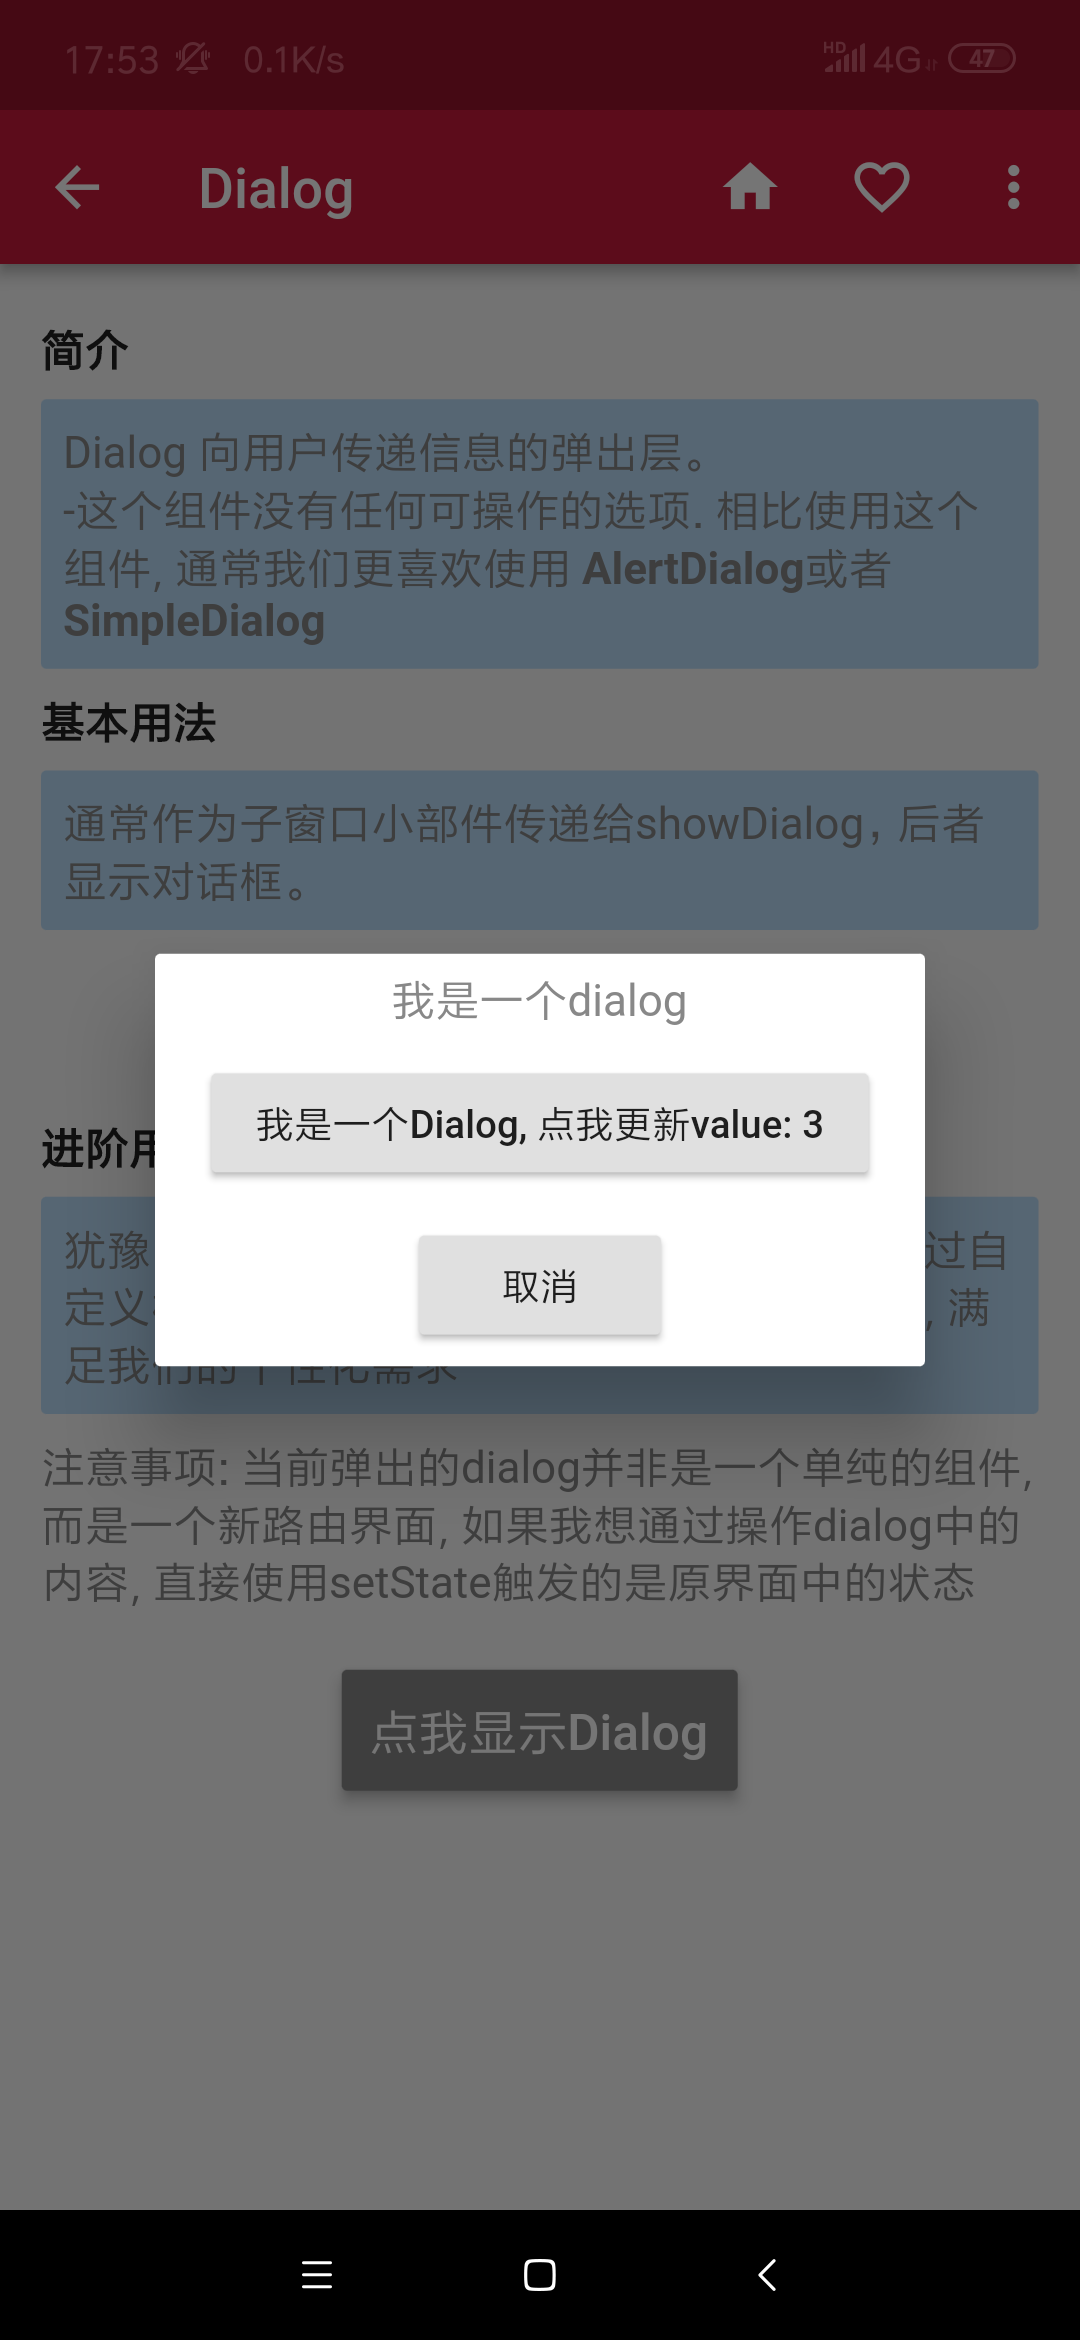 17:53 0.1K/s HD 4G 47
Dialog
简介
Dialog 向用户传递信息的弹出层。
-这个组件没有任何可操作的选项. 相比使用这个
组件, 通常我们更喜欢使用 AlertDialog或者
SimpleDialog
基本用法
通常作为子窗口小部件传递给showDialog，后者
显示对话框。
我是一个dialog
我是一个Dialog, 点我更新value: 3
取消
进阶
犹豫 过自
定义 , 满
足我们的个性化需求
注意事项: 当前弹出的dialog并非是一个单纯的组件,
而是一个新路由界面, 如果我想通过操作dialog中的
内容, 直接使用setState触发的是原界面中的状态
点我显示Dialog